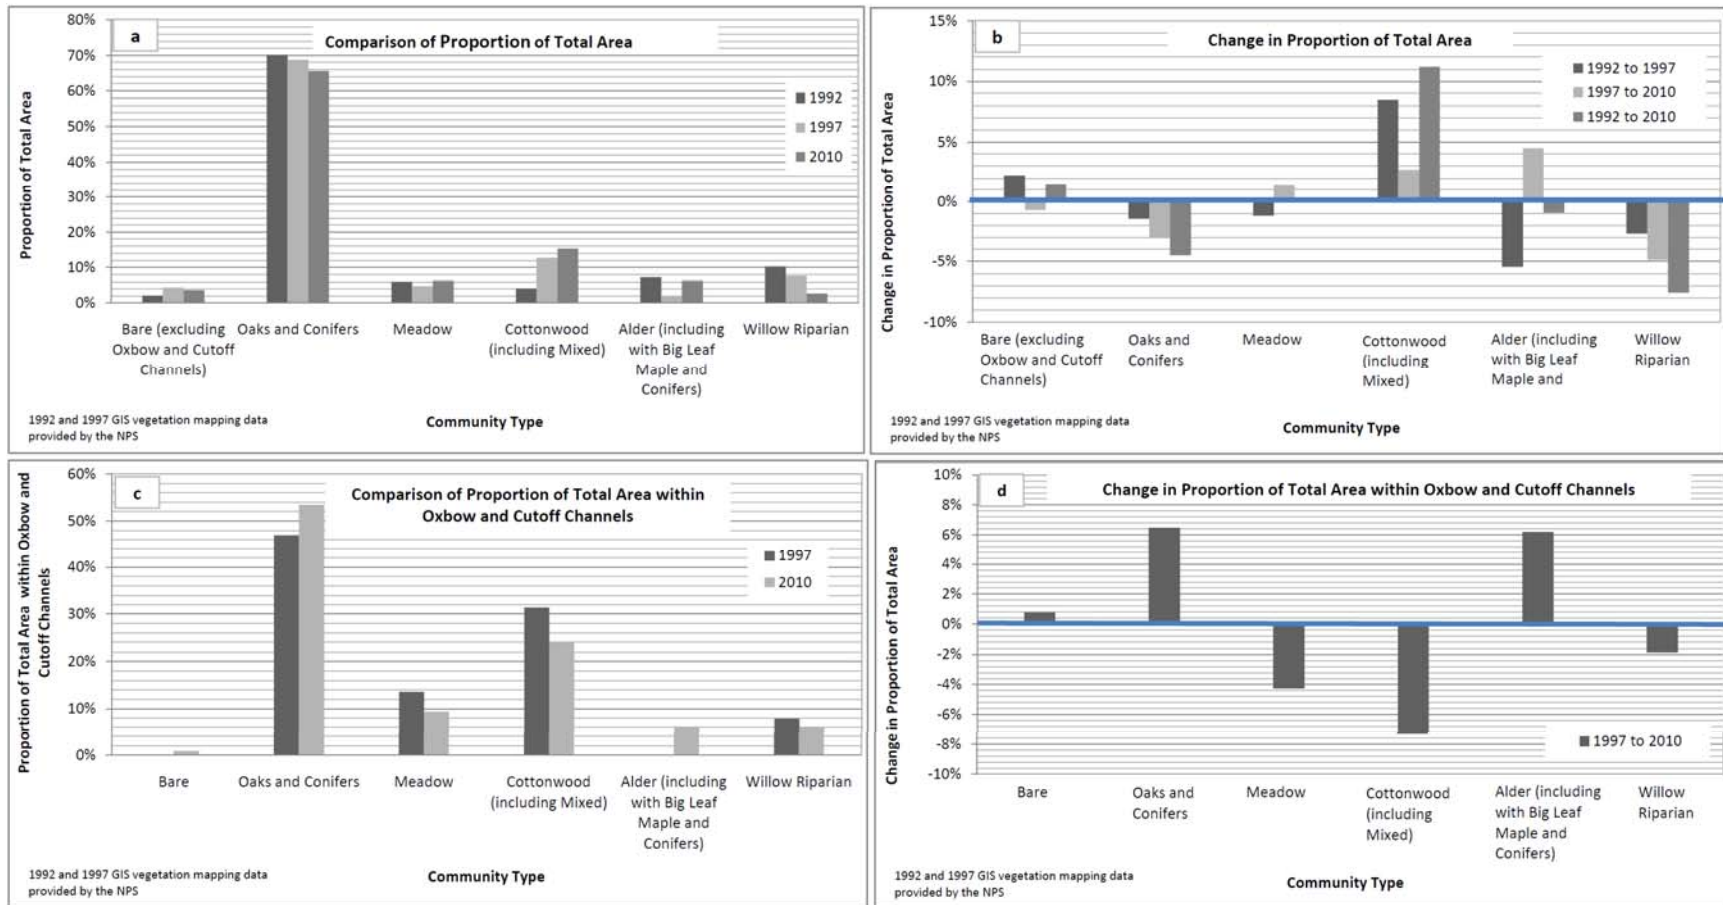 a
Comparison of Proportion of Total Area
Proportion of Total Area
80%
70%
60%
50%
40%
30%
20%
10%
0%
1992
1997
2010
Bare (excluding
Oxbow and Cutoff
Channels)
Oaks and Conifers
Meadow
Cottonwood
(including Mixed)
Alder (including
with Big Leaf
Maple and
Conifers)
Willow Riparian
Community Type
1992 and 1997 GIS vegetation mapping data
provided by the NPS
b
Change in Proportion of Total Area
Change in Proportion of Total Area
15%
10%
5%
0%
-5%
-10%
1992 to 1997
1997 to 2010
1992 to 2010
Bare (excluding
Oxbow and Cutoff
Channels)
Oaks and
Conifers
Meadow
Cottonwood
(including
Mixed)
Alder (including
with Big Leaf
Maple and
Willow
Riparian
Community Type
1992 and 1997 GIS vegetation mapping data
provided by the NPS
c
Comparison of Proportion of Total Area within
Oxbow and Cutoff Channels
Proportion of Total Area within Oxbow and
Cutoff Channels
60%
50%
40%
30%
20%
10%
0%
1997
2010
Bare
Oaks and Conifers
Meadow
Cottonwood
(including Mixed)
Alder (including
with Big Leaf
Maple and
Conifers)
Willow Riparian
Community Type
1992 and 1997 GIS vegetation mapping data
provided by the NPS
d
Change in Proportion of Total Area within Oxbow and Cutoff Channels
Change in Proportion of Total Area
10%
8%
6%
4%
2%
0%
-2%
-4%
-6%
-8%
-10%
1997 to 2010
Bare
Oaks and
Conifers
Meadow
Cottonwood
(including
Mixed)
Alder (including
with Big Leaf
Maple and
Conifers)
Willow
Riparian
Community Type
1992 and 1997 GIS vegetation mapping data
provided by the NPS